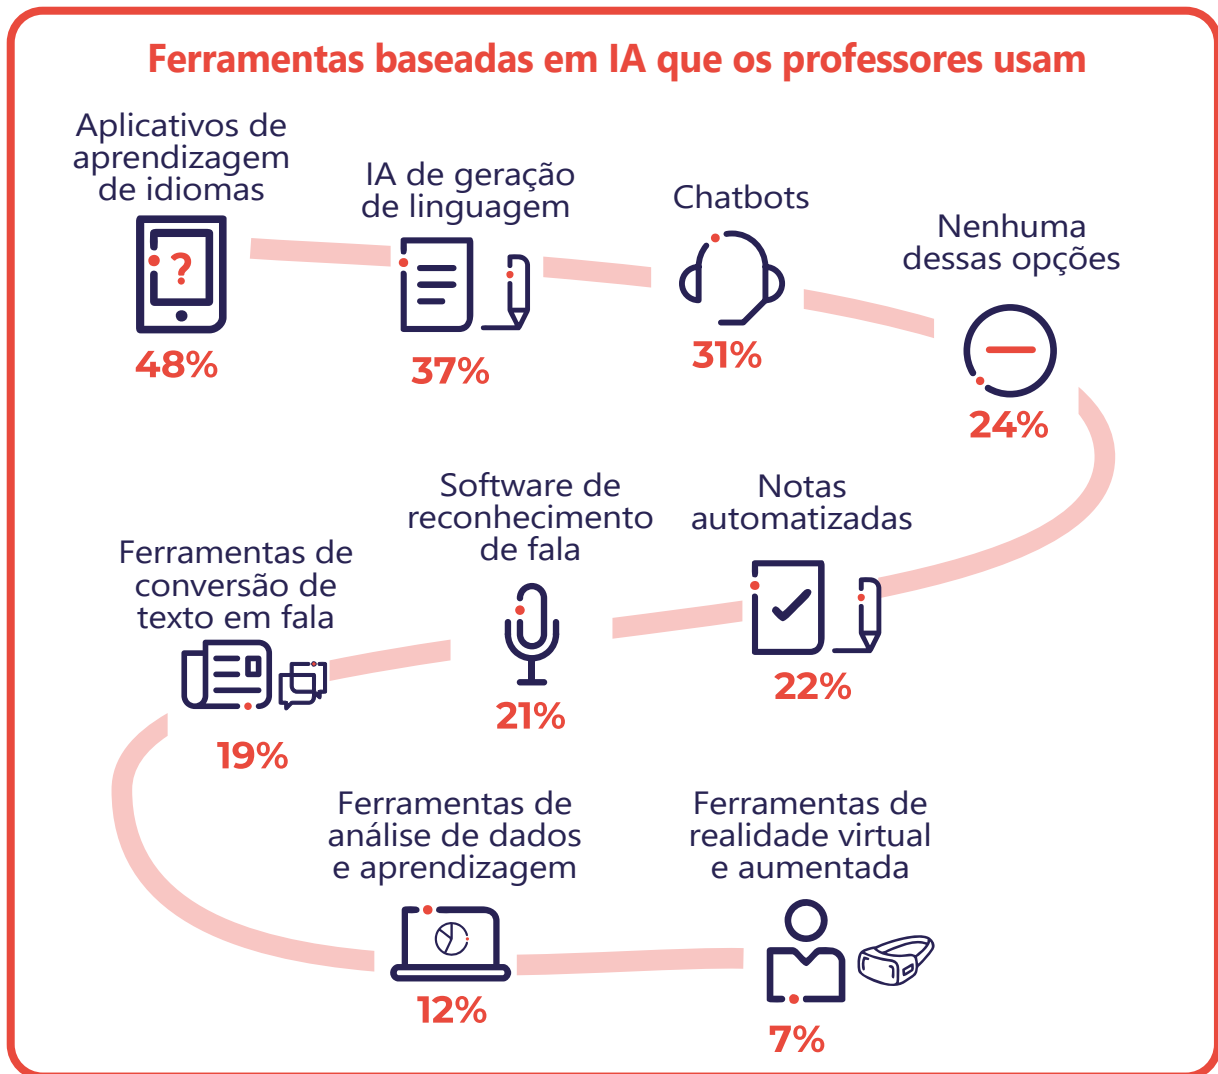 Ferramentas baseadas em IA que os professores usam
Aplicativos de
aprendizagem
de idiomas
?
48%
IA de geração
de linguagem
37%
Chatbots
31%
Nenhuma
dessas opções
24%
Notas
automatizadas
22%
Software de
reconhecimento
de fala
21%
Ferramentas de
conversão de
texto em fala
19%
Ferramentas de
análise de dados
e aprendizagem
12%
Ferramentas de
realidade virtual
e aumentada
7%